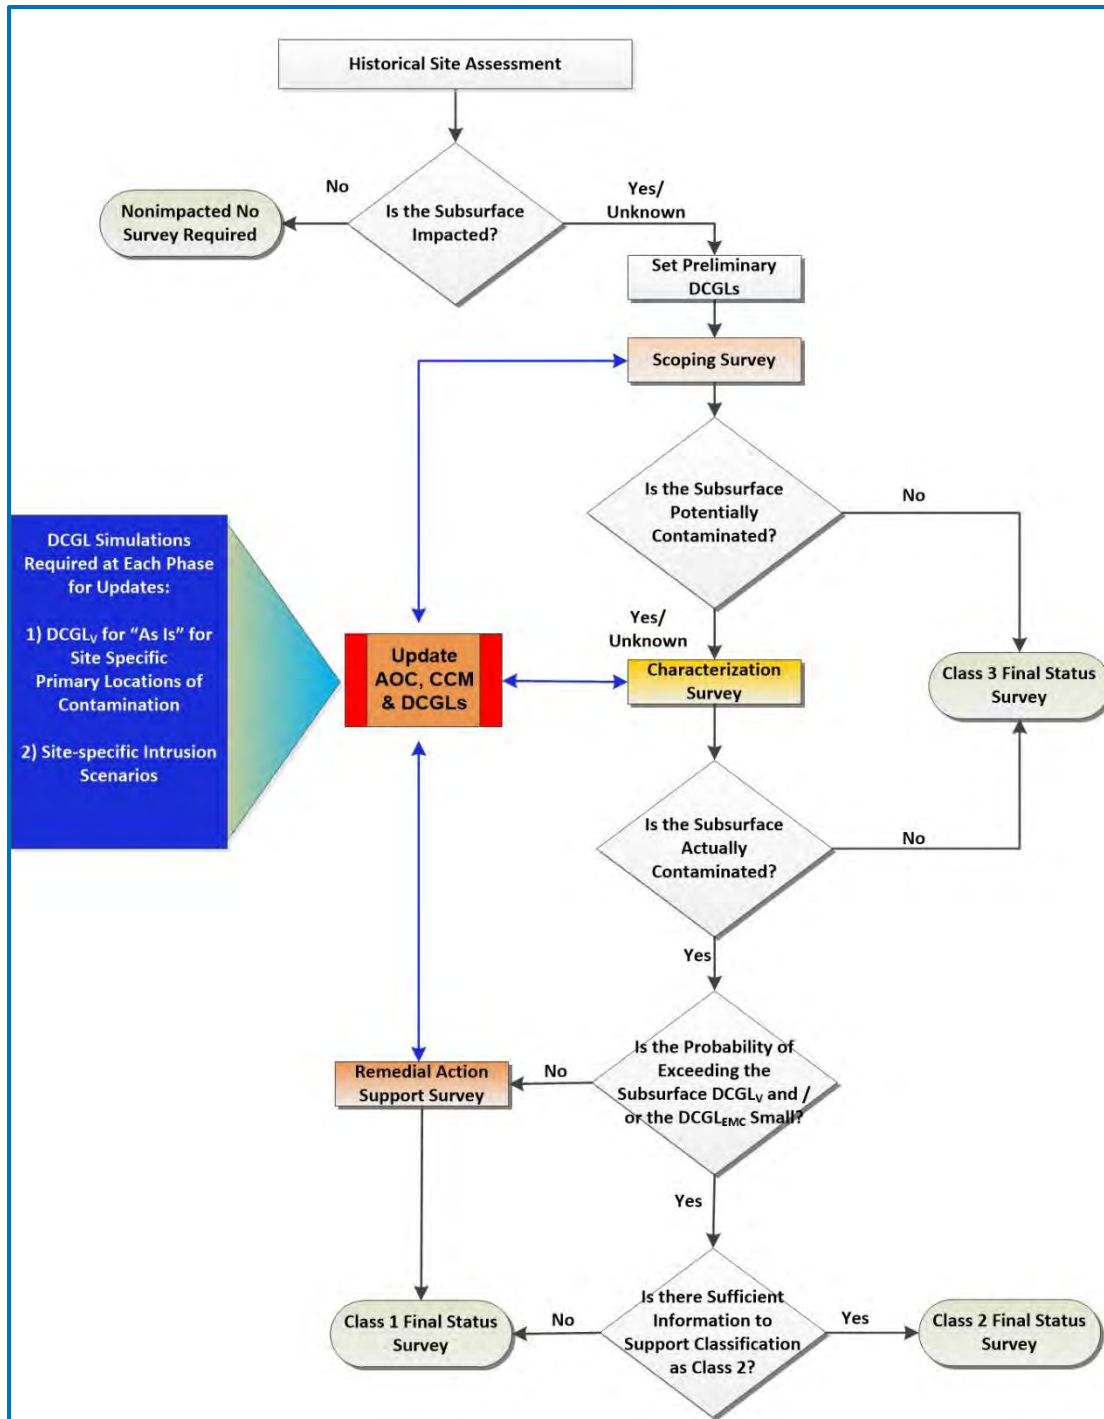 Historical Site Assessment
No
Yes/
Unknown
Is the Subsurface
Impacted?
Nonimpacted No
Survey Required
Set Preliminary
DCGLs
Scoping Survey
Is the Subsurface
Potentially
Contaminated?
No
DCGL Simulations
Required at Each Phase
for Updates:
1) DCGLV for "As Is" for
Site Specific
Primary Locations of
Contamination
2) Site-specific Intrusion
Scenarios
Yes/
Unknown
Update
AOC, CCM
& DCGLs
Characterization
Survey
Class 3 Final Status
Survey
Is the Subsurface
Actually
Contaminated?
No
Yes
Is the Probability of
Exceeding the
Subsurface DCGLV and /
or the DCGLEMC Small?
No
Remedial Action
Support Survey
Yes
Is there Sufficient
Information to
Support Classification
as Class 2?
No
Yes
Class 1 Final Status
Survey
Class 2 Final Status
Survey